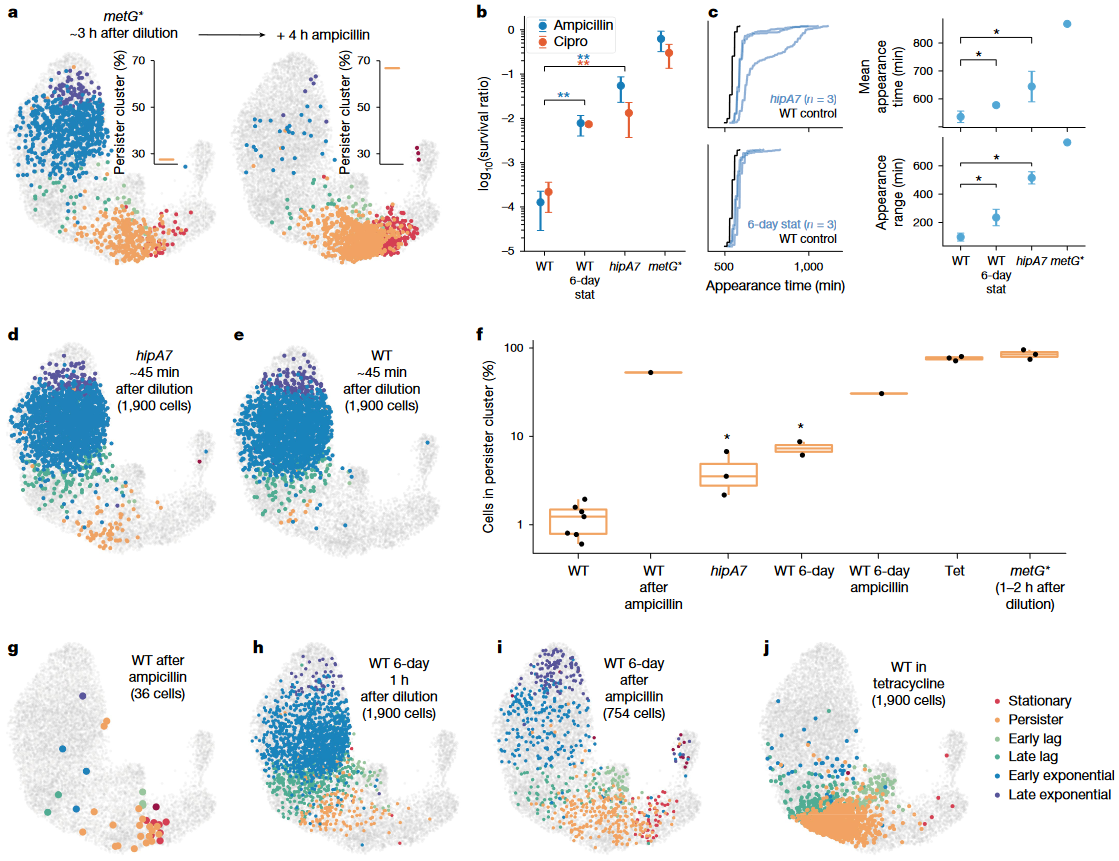 a
metG*
~3 h after dilution
+ 4 h ampicillin
Persister cluster (%)
70
50
30
Persister cluster (%)
70
50
30
b
Ampicillin
Cipro
**
**
**
log10(survival ratio)
0
−1
−2
−3
−4
−5
WT
WT
6-day
stat
hipA7
metG*
c
hipA7 (n = 3)
WT control
6-day stat (n = 3)
WT control
500
1,000
Appearance time (min)
Mean
appearance
time (min)
800
700
600
*
*
Appearance
range (min)
600
400
200
*
*
WT
WT
6-day
stat
hipA7
metG*
d
hipA7
~45 min
after dilution
(1,900 cells)
e
WT
~45 min
after dilution
(1,900 cells)
f
Cells in persister cluster (%)
100
10
1
*
*
WT
WT
after
ampicillin
hipA7
WT 6-day
WT 6-day
ampicillin
Tet
metG*
(1–2 h after
dilution)
g
WT after
ampicillin
(36 cells)
h
WT 6-day
1 h
after dilution
(1,900 cells)
i
WT 6-day
after
ampicillin
(754 cells)
j
WT in
tetracycline
(1,900 cells)
Stationary
Persister
Early lag
Late lag
Early exponential
Late exponential